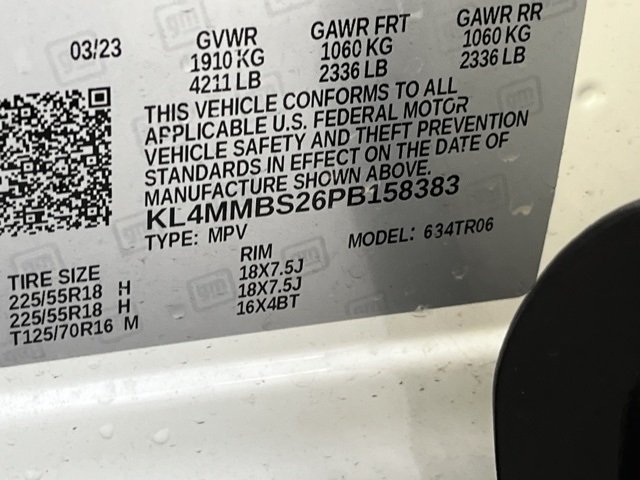 03/23
GVWR
1910 KG
4211 LB
GAWR FRT
1060 KG
2336 LB
GAWR RR
1060 KG
2336 LB
THIS VEHICLE CONFORMS TO ALL
APPLICABLE U.S. FEDERAL MOTOR
VEHICLE SAFETY AND THEFT PREVENTION
STANDARDS IN EFFECT ON THE DATE OF
MANUFACTURE SHOWN ABOVE.
KL4MMBS26PB158383
TYPE: MPV MODEL: 634TR06
TIRE SIZE RIM
225/55R18 H 18X7.5J
225/55R18 H 18X7.5J
T125/70R16 M 16X4BT